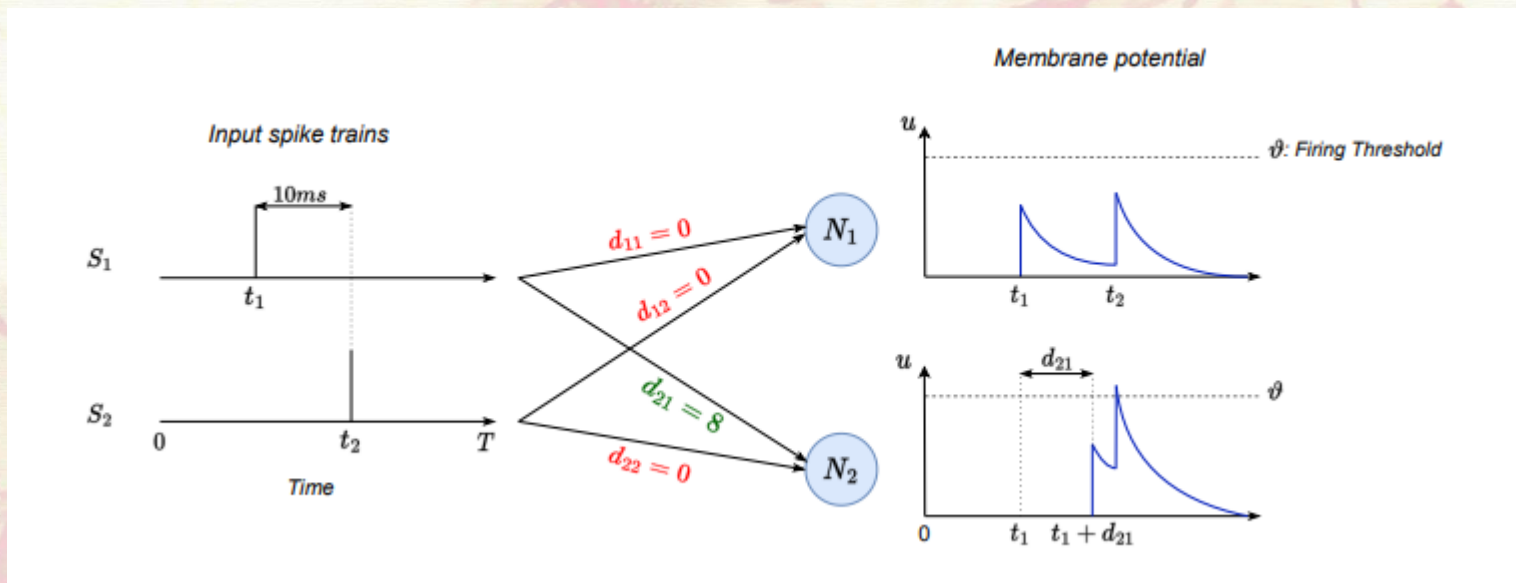 Membrane potential
Input spike trains
u
ϑ: Firing Threshold
10ms
S₁
t₁
d₁₁ = 0
d₁₂ = 0
N₁
t₁
t₂
S₂
0
t₂
T
Time
d₂₁ = 8
d₂₂ = 0
N₂
u
d₂₁
ϑ
0
t₁
t₁ + d₂₁